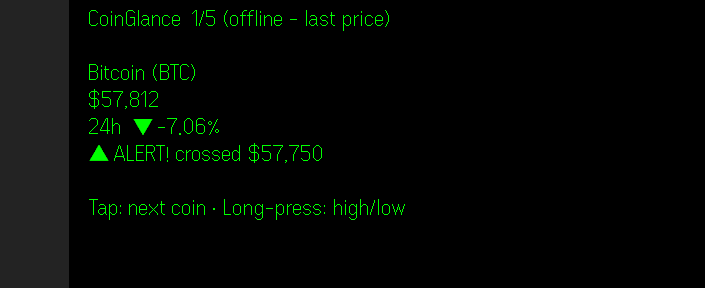 CoinGlance 1/5 (offline - last price)
Bitcoin (BTC)
$57,812
24h ▼ -7.06%
▲ ALERT! crossed $57,750
Tap: next coin · Long-press: high/low